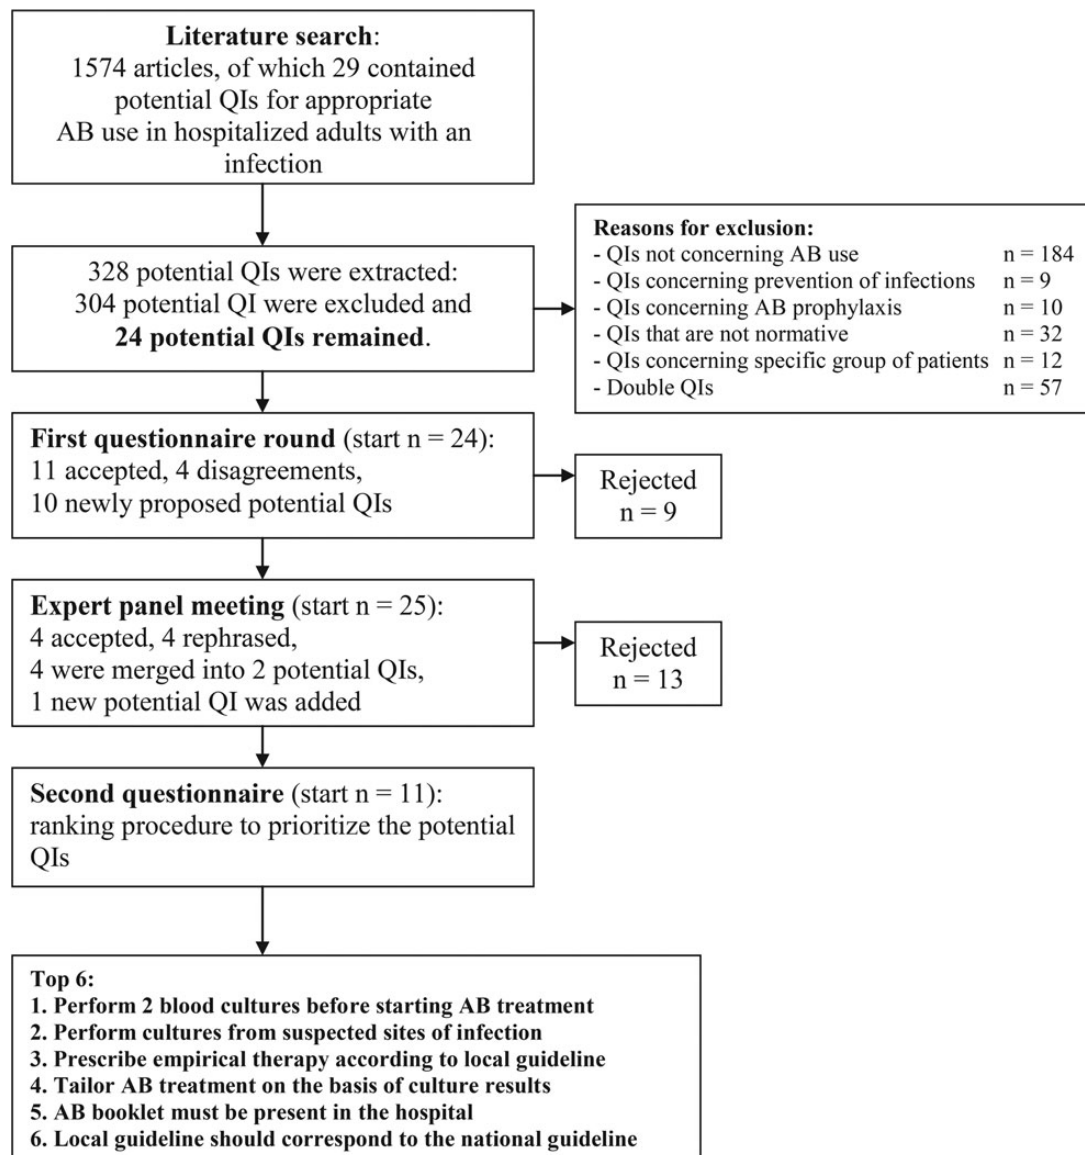 Literature search:
1574 articles, of which 29 contained
potential QIs for appropriate
AB use in hospitalized adults with an
infection
328 potential QIs were extracted:
304 potential QI were excluded and
24 potential QIs remained.
Reasons for exclusion:
- QIs not concerning AB use n = 184
- QIs concerning prevention of infections n = 9
- QIs concerning AB prophylaxis n = 10
- QIs that are not normative n = 32
- QIs concerning specific group of patients n = 12
- Double QIs n = 57
First questionnaire round (start n = 24):
11 accepted, 4 disagreements,
10 newly proposed potential QIs
Rejected
n = 9
Expert panel meeting (start n = 25):
4 accepted, 4 rephrased,
4 were merged into 2 potential QIs,
1 new potential QI was added
Rejected
n = 13
Second questionnaire (start n = 11):
ranking procedure to prioritize the potential
QIs
Top 6:
1. Perform 2 blood cultures before starting AB treatment
2. Perform cultures from suspected sites of infection
3. Prescribe empirical therapy according to local guideline
4. Tailor AB treatment on the basis of culture results
5. AB booklet must be present in the hospital
6. Local guideline should correspond to the national guideline